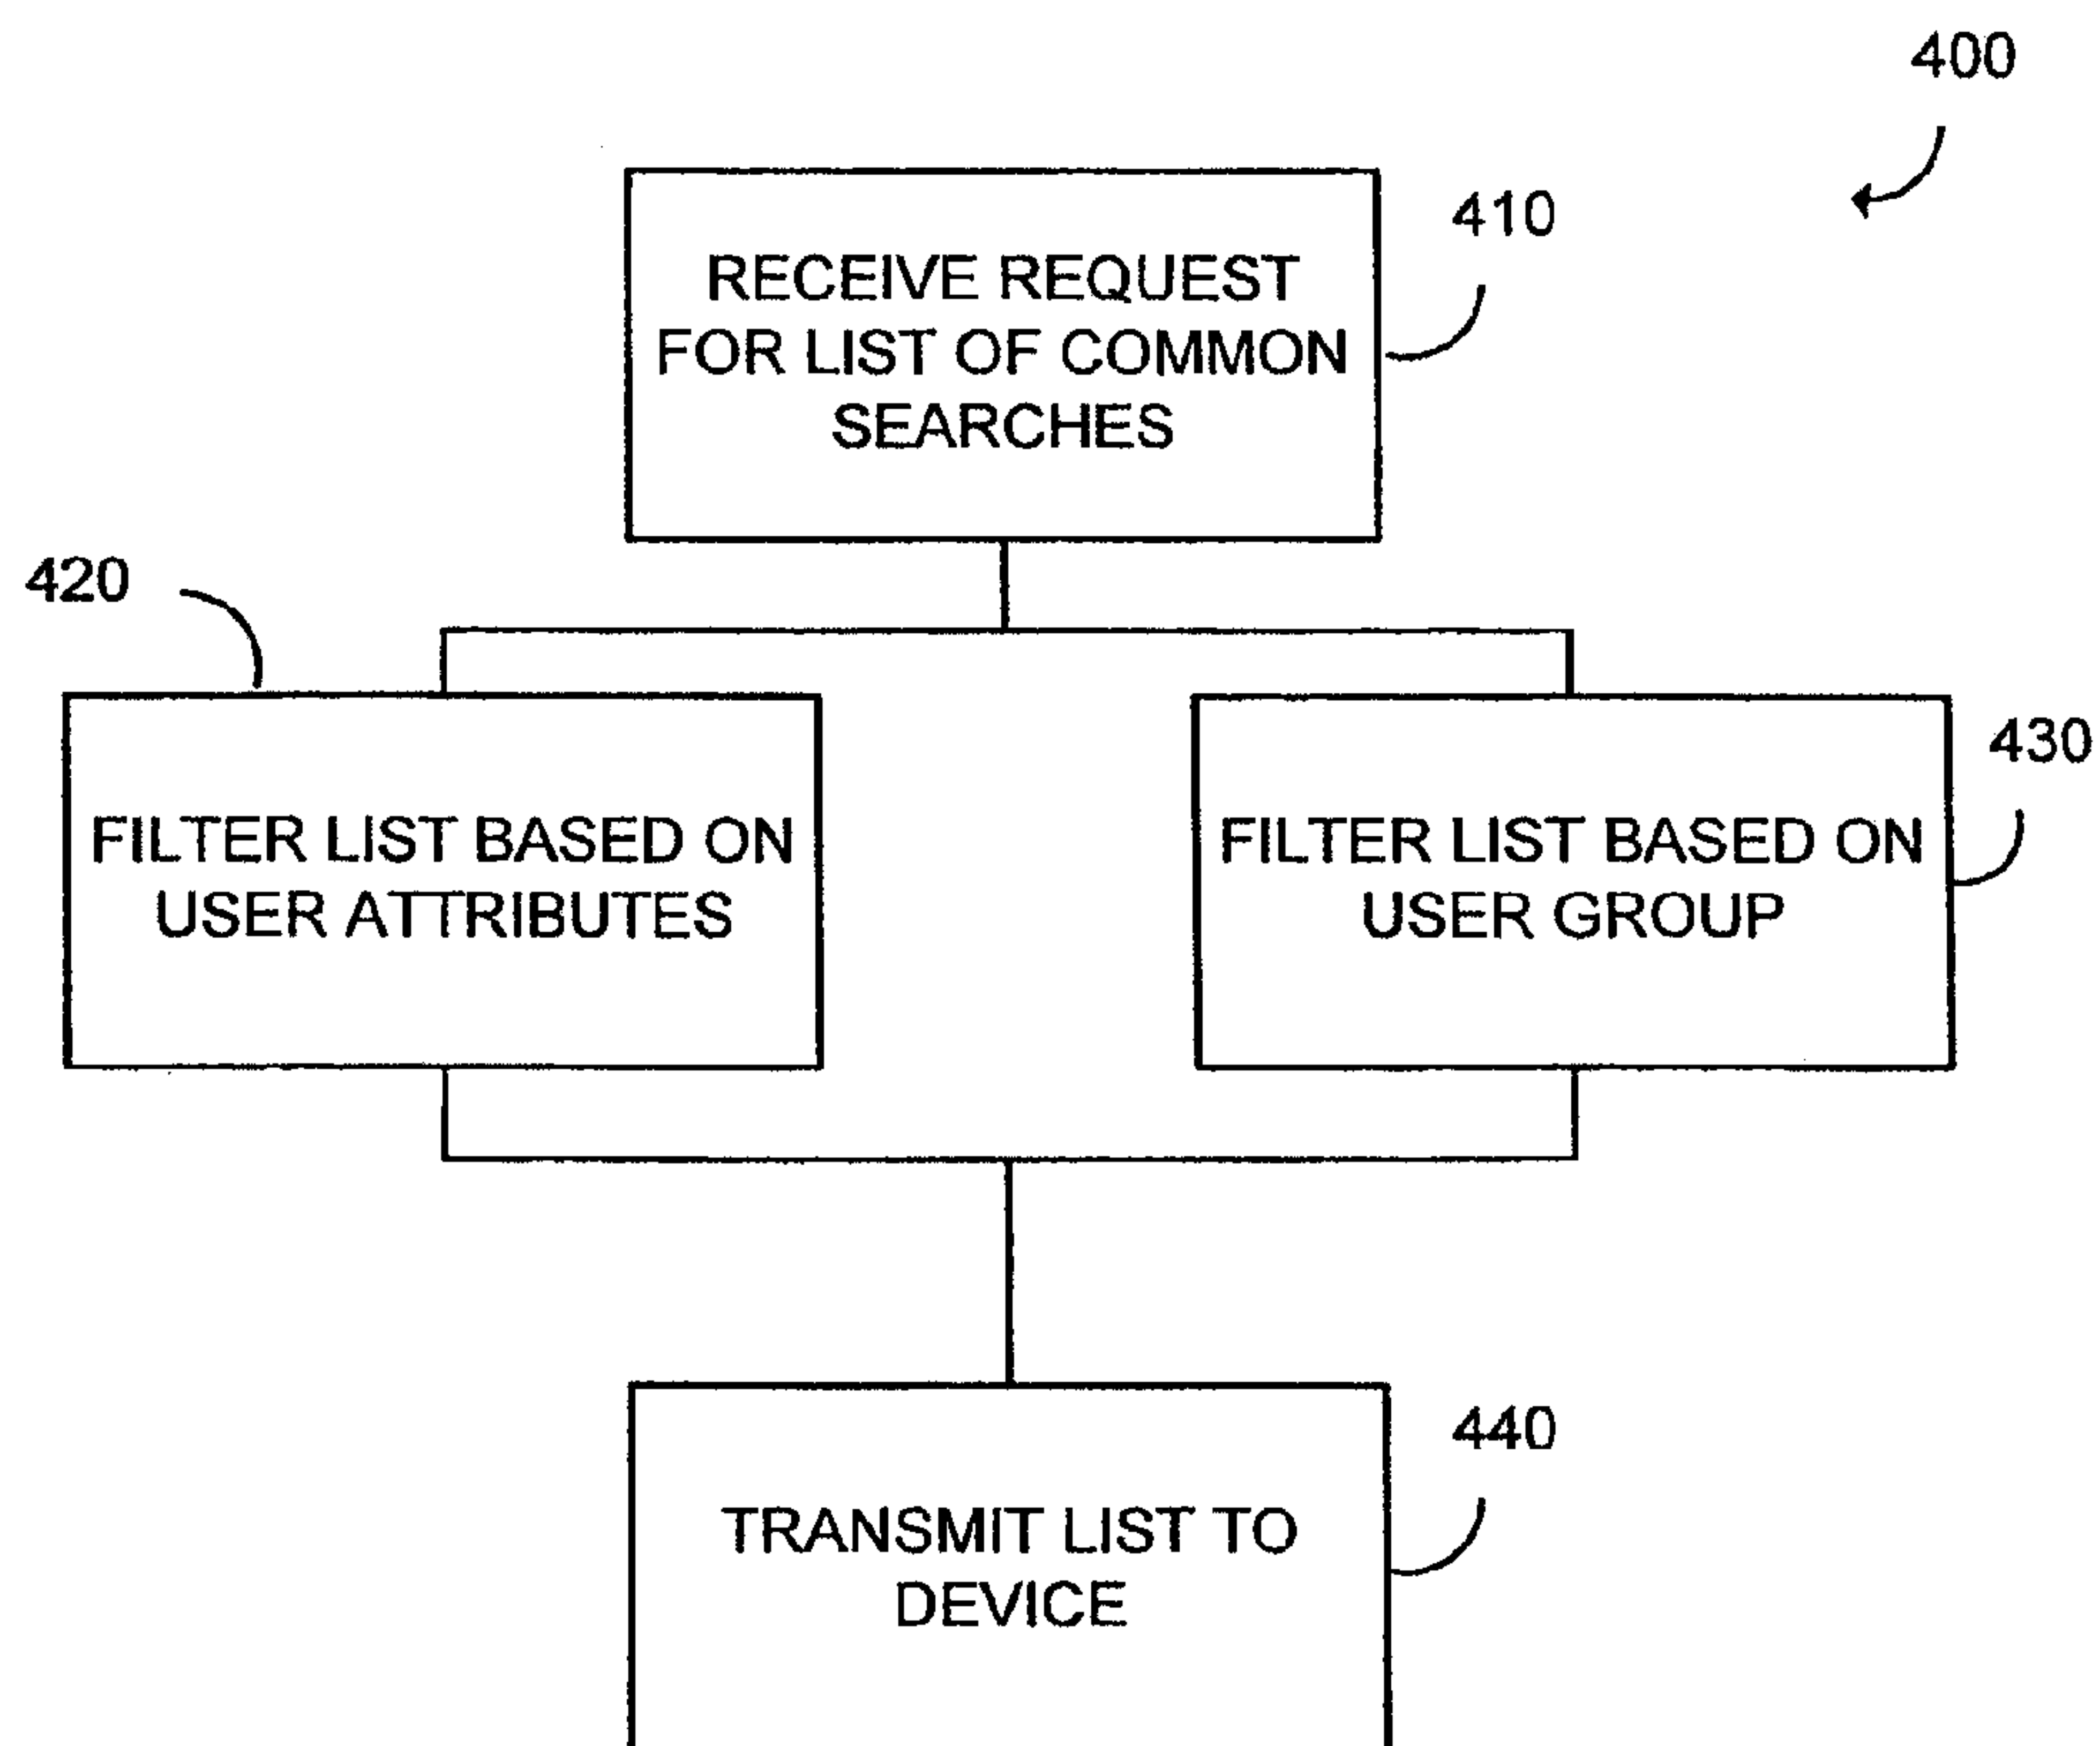 400
410
RECEIVE REQUEST
FOR LIST OF COMMON
SEARCHES
420
430
FILTER LIST BASED ON
USER ATTRIBUTES
FILTER LIST BASED ON
USER GROUP
440
TRANSMIT LIST TO
DEVICE